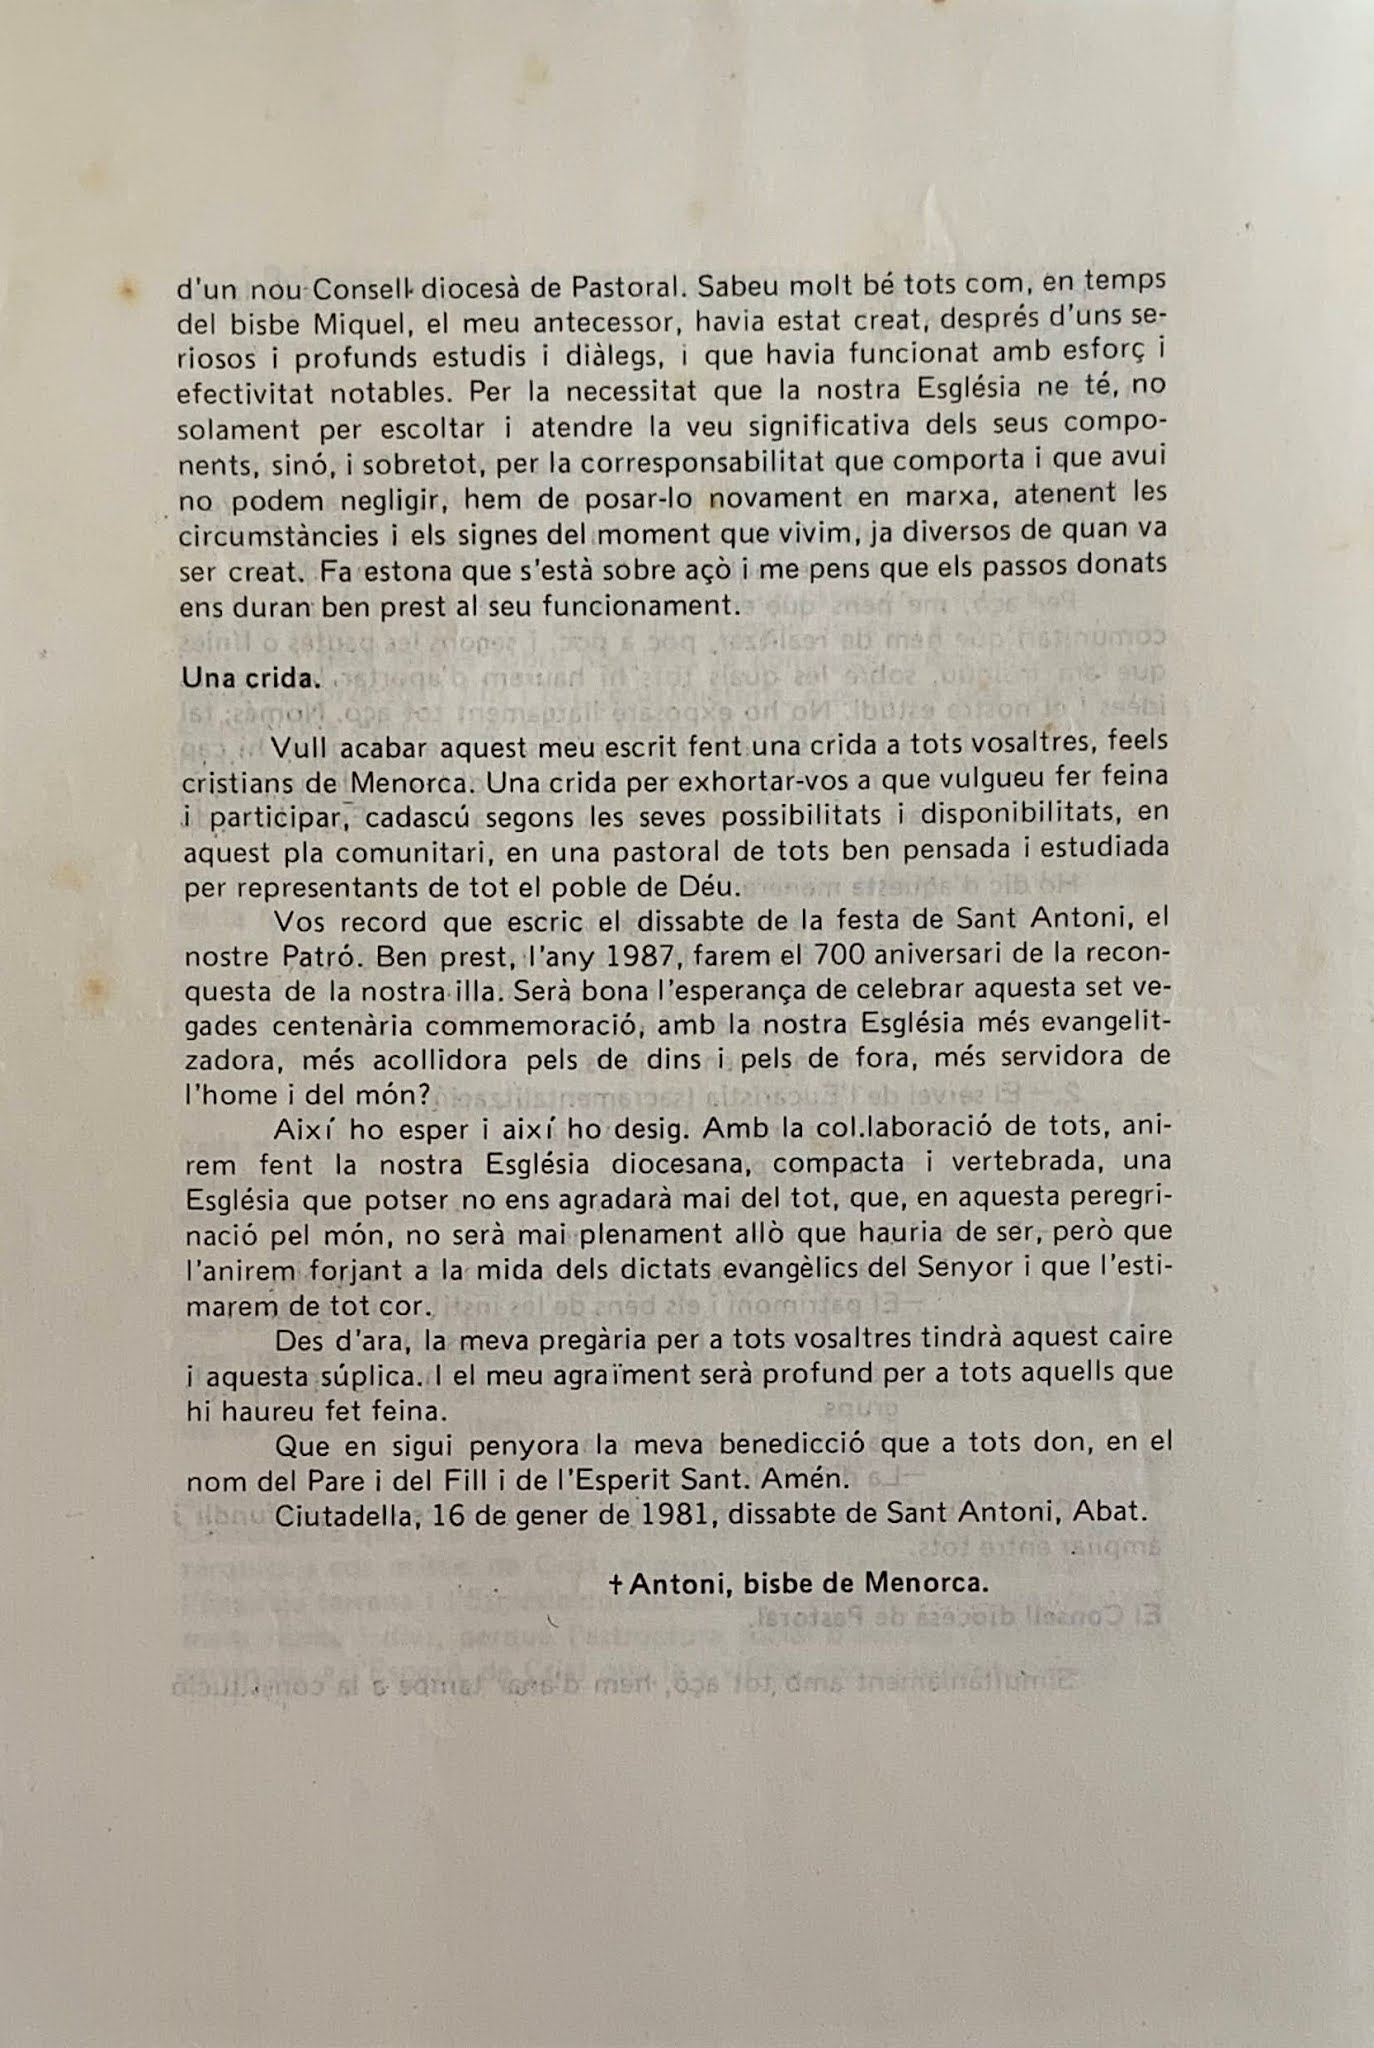 d'un nou Consell diocesà de Pastoral. Sabeu molt bé tots com, en temps
del bisbe Miquel, el meu antecessor, havia estat creat, després d'uns se-
riosos i profunds estudis i diàlegs, i que havia funcionat amb esforç i
efectivitat notables. Per la necessitat que la nostra Església ne té, no
solament per escoltar i atendre la veu significativa dels seus compo-
nents, sinó, i sobretot, per la corresponsabilitat que comporta i que avui
no podem negligir, hem de posar-lo novament en marxa, atenent les
circumstàncies i els signes del moment que vivim, ja diversos de quan va
ser creat. Fa estona que s'està sobre açò i me pens que els passos donats
ens duran ben prest al seu funcionament.
Una crida.
Vull acabar aquest meu escrit fent una crida a tots vosaltres, feels
cristians de Menorca. Una crida per exhortar-vos a que vulgueu fer feina
i participar, cadascú segons les seves possibilitats i disponibilitats, en
aquest pla comunitari, en una pastoral de tots ben pensada i estudiada
per representants de tot el poble de Déu.
Vos record que escric el dissabte de la festa de Sant Antoni, el
nostre Patró. Ben prest, l'any 1987, farem el 700 aniversari de la recon-
questa de la nostra illa. Serà bona l'esperança de celebrar aquesta set ve-
gades centenària commemoració, amb la nostra Església més evangelit-
zadora, més acollidora pels de dins i pels de fora, més servidora de
l'home i del món?
Així ho esper i així ho desig. Amb la col.laboració de tots, ani-
rem fent la nostra Església diocesana, compacta i vertebrada, una
Església que potser no ens agradarà mai del tot, que, en aquesta peregri-
nació pel món, no serà mai plenament allò que hauria de ser, però que
l'anirem forjant a la mida dels dictats evangèlics del Senyor i que l'esti-
marem de tot cor.
Des d'ara, la meva pregària per a tots vosaltres tindrà aquest caire
i aquesta súplica. I el meu agraïment serà profund per a tots aquells que
hi haureu fet feina.
Que en sigui penyora la meva benedicció que a tots don, en el
nom del Pare i del Fill i de l'Esperit Sant. Amén.
Ciutadella, 16 de gener de 1981, dissabte de Sant Antoni, Abat.
† Antoni, bisbe de Menorca.